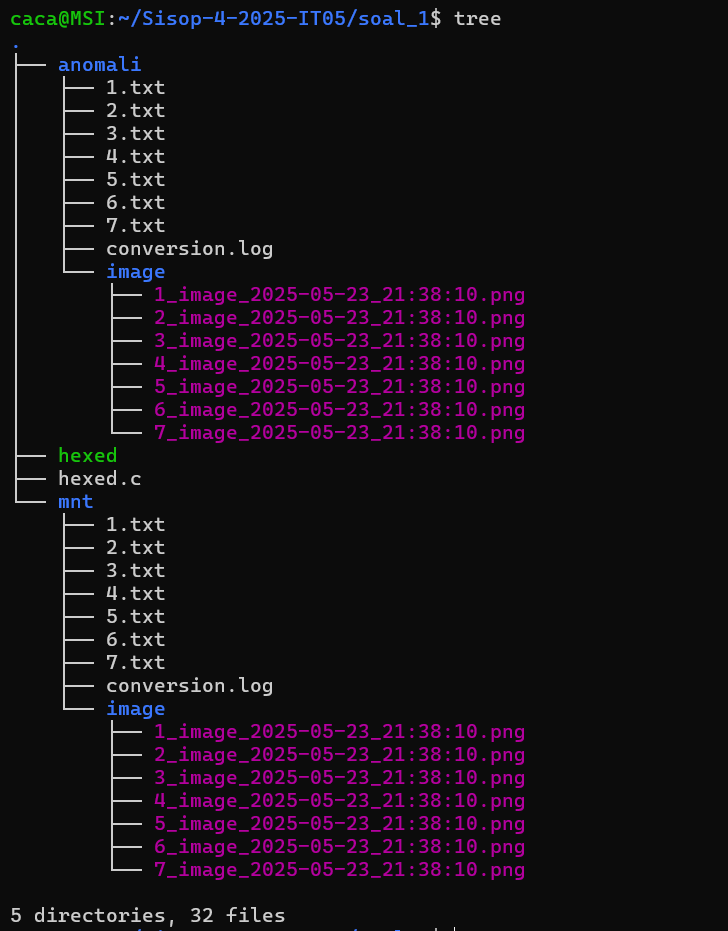 caca@MSI:~/Sisop-4-2025-IT05/soal_1$ tree
.
├── anomali
│   ├── 1.txt
│   ├── 2.txt
│   ├── 3.txt
│   ├── 4.txt
│   ├── 5.txt
│   ├── 6.txt
│   ├── 7.txt
│   ├── conversion.log
│   └── image
│       ├── 1_image_2025-05-23_21:38:10.png
│       ├── 2_image_2025-05-23_21:38:10.png
│       ├── 3_image_2025-05-23_21:38:10.png
│       ├── 4_image_2025-05-23_21:38:10.png
│       ├── 5_image_2025-05-23_21:38:10.png
│       ├── 6_image_2025-05-23_21:38:10.png
│       └── 7_image_2025-05-23_21:38:10.png
├── hexed
├── hexed.c
└── mnt
    ├── 1.txt
    ├── 2.txt
    ├── 3.txt
    ├── 4.txt
    ├── 5.txt
    ├── 6.txt
    ├── 7.txt
    ├── conversion.log
    └── image
        ├── 1_image_2025-05-23_21:38:10.png
        ├── 2_image_2025-05-23_21:38:10.png
        ├── 3_image_2025-05-23_21:38:10.png
        ├── 4_image_2025-05-23_21:38:10.png
        ├── 5_image_2025-05-23_21:38:10.png
        ├── 6_image_2025-05-23_21:38:10.png
        └── 7_image_2025-05-23_21:38:10.png

5 directories, 32 files